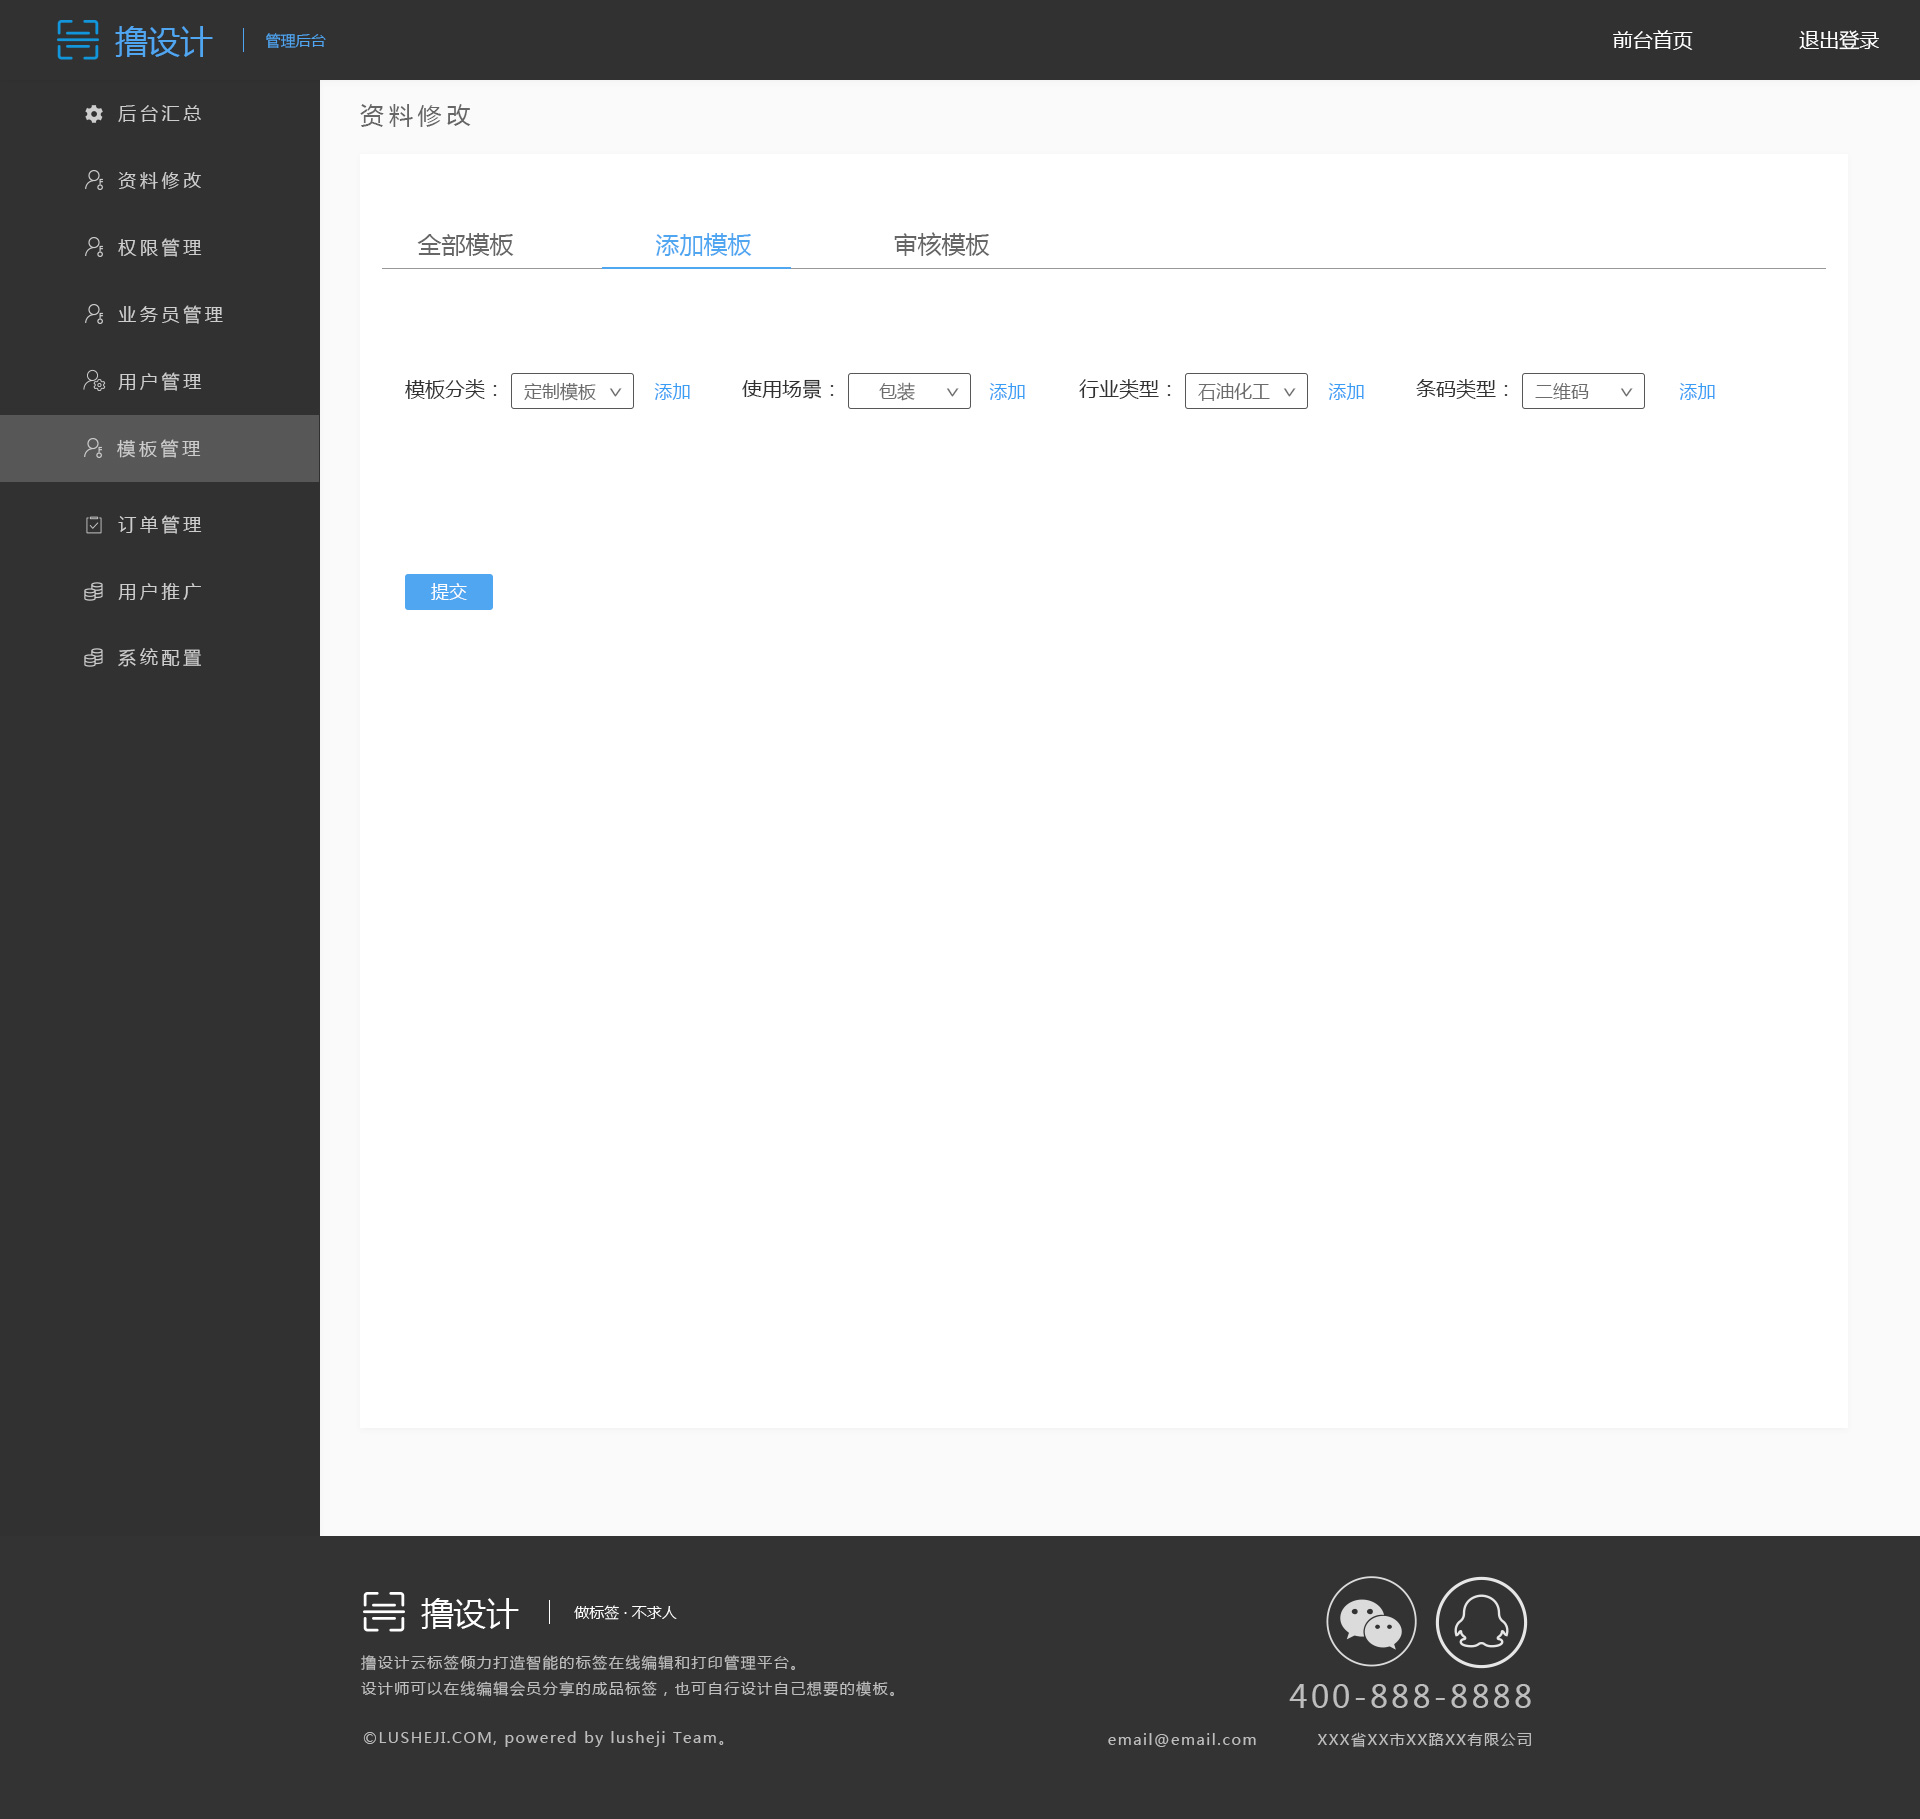 撸设计 管理后台 前台首页 退出登录
后台汇总
资料修改
权限管理
业务员管理
用户管理
模板管理
订单管理
用户推广
系统配置
资料修改
全部模板 添加模板 审核模板
模板分类： 定制模板 添加 使用场景： 包装 添加 行业类型： 石油化工 添加 条码类型： 二维码 添加
提交
撸设计 做标签·不求人
撸设计云标签倾力打造智能的标签在线编辑和打印管理平台。
设计师可以在线编辑会员分享的成品标签，也可自行设计自己想要的模板。
©LUSHEJI.COM, powered by lusheji Team。
400-888-8888
email@email.com XXX省XX市XX路XX有限公司